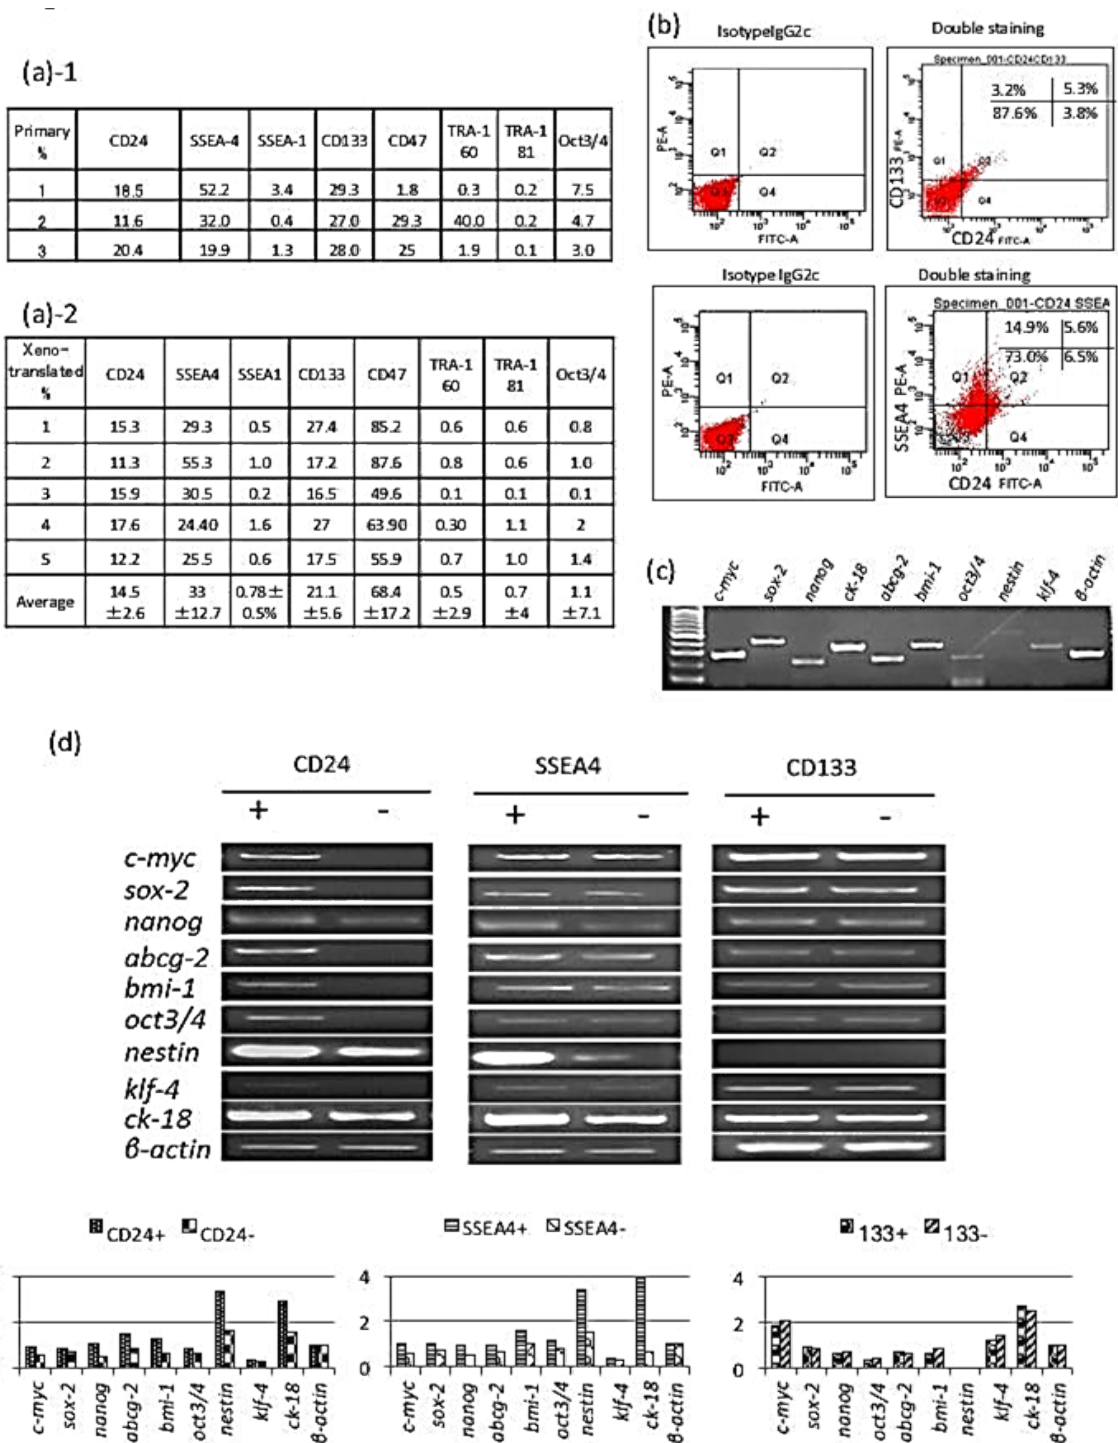 (a)-1
Primary % CD24 SSEA-4 SSEA-1 CD133 CD47 TRA-1 60 TRA-1 81 Oct3/4
1 18.5 52.2 3.4 29.3 1.8 0.3 0.2 7.5
2 11.6 32.0 0.4 27.0 29.3 40.0 0.2 4.7
3 20.4 19.9 1.3 28.0 25 1.9 0.1 3.0
(a)-2
Xeno-translated % CD24 SSEA4 SSEA1 CD133 CD47 TRA-1 60 TRA-1 81 Oct3/4
1 15.3 29.3 0.5 27.4 85.2 0.6 0.6 0.8
2 11.3 55.3 1.0 17.2 87.6 0.8 0.6 1.0
3 15.9 30.5 0.2 16.5 49.6 0.1 0.1 0.1
4 17.6 24.40 1.6 27 63.90 0.30 1.1 2
5 12.2 25.5 0.6 17.5 55.9 0.7 1.0 1.4
Average 14.5 ±2.6 33 ±12.7 0.78± 0.5% 21.1 ±5.6 68.4 ±17.2 0.5 ±2.9 0.7 ±4 1.1 ±7.1
(b)
IsotypeIgG2c
PE-A
Q1 Q2
Q4
FITC-A
Double staining
Specimen_001-CD24CD133
3.2% 5.3%
87.6% 3.8%
CD133 PE-A
Q1 Q2
Q4
CD24 FITC-A
Isotype IgG2c
PE-A
Q1 Q2
Q3 Q4
FITC-A
Double staining
Specimen_001-CD24 SSEA
14.9% 5.6%
73.0% 6.5%
SSEA4 PE-A
Q1 Q2
Q4
CD24 FITC-A
(c)
c-myc sox-2 nanog ck-18 abcg-2 bmi-1 oct3/4 nestin klf-4 β-actin
(d)
CD24 SSEA4 CD133
+ - + - + -
c-myc
sox-2
nanog
abcg-2
bmi-1
oct3/4
nestin
klf-4
ck-18
β-actin
CD24+ CD24-
c-myc sox-2 nanog abcg-2 bmi-1 oct3/4 nestin klf-4 ck-18 β-actin
SSEA4+ SSEA4-
4
2
0
c-myc sox-2 nanog abcg-2 bmi-1 oct3/4 nestin klf-4 ck-18 β-actin
133+ 133-
4
2
0
c-myc sox-2 nanog oct3/4 abcg-2 bmi-1 nestin klf-4 ck-18 β-actin